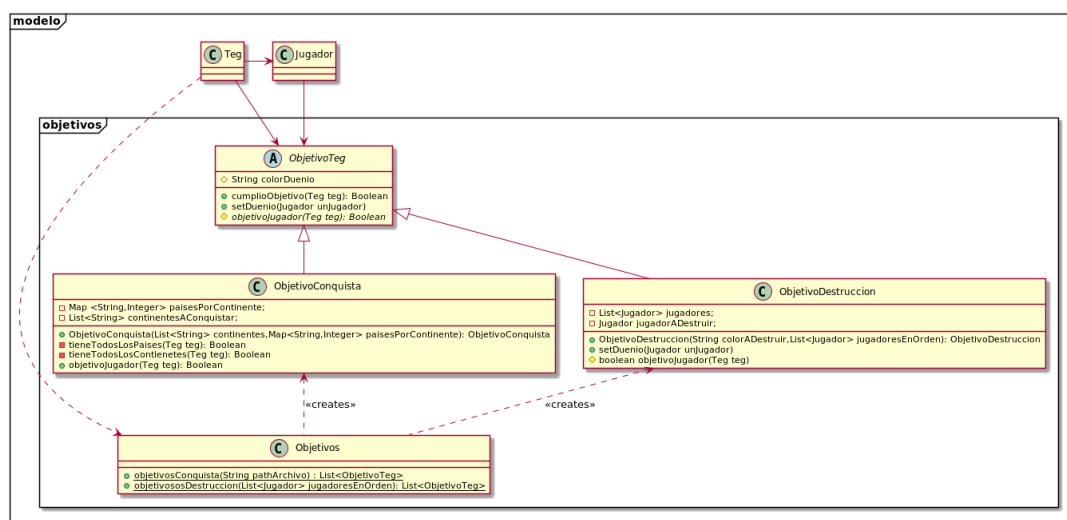 modelo
C Teg
C Jugador
objetivos
A ObjetivoTeg
String colorDuenio
cumplioObjetivo(Teg teg): Boolean
setDuenio(Jugador unJugador)
objetivoJugador(Teg teg): Boolean
C ObjetivoConquista
Map <String,Integer> paisesPorContinente;
List<String> continentesAConquistar;
ObjetivoConquista(List<String> continentes,Map<String,Integer> paisesPorContinente): ObjetivoConquista
tieneTodosLosPaises(Teg teg): Boolean
tieneTodosLosContienetes(Teg teg): Boolean
objetivoJugador(Teg teg): Boolean
C ObjetivoDestruccion
List<Jugador> jugadores;
Jugador jugadorADestruir;
ObjetivoDestruccion(String colorADestruir,List<Jugador> jugadoresEnOrden): ObjetivoDestruccion
setDuenio(Jugador unJugador)
boolean objetivoJugador(Teg teg)
«creates»
«creates»
C Objetivos
objetivosConquista(String pathArchivo) : List<ObjetivoTeg>
objetivososDestruccion(List<Jugador> jugadoresEnOrden): List<ObjetivoTeg>